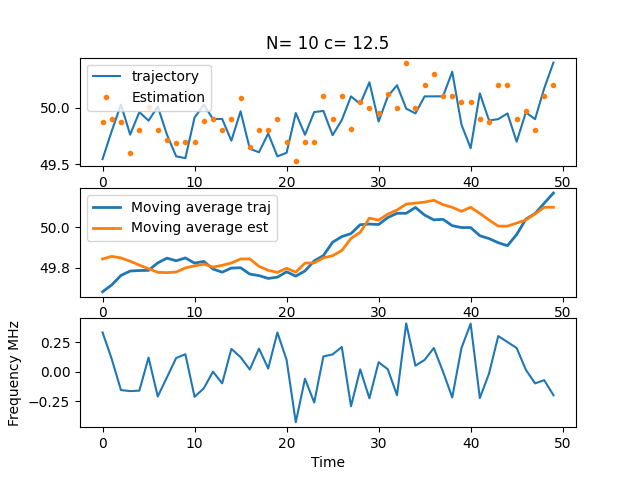 N= 10 c= 12.5
50.0
49.5
trajectory
Estimation
0 10 20 30 40 50
50.0
49.8
Moving average traj
Moving average est
0 10 20 30 40 50
Frequency MHz
0.25
0.00
−0.25
0 10 20 30 40 50
Time